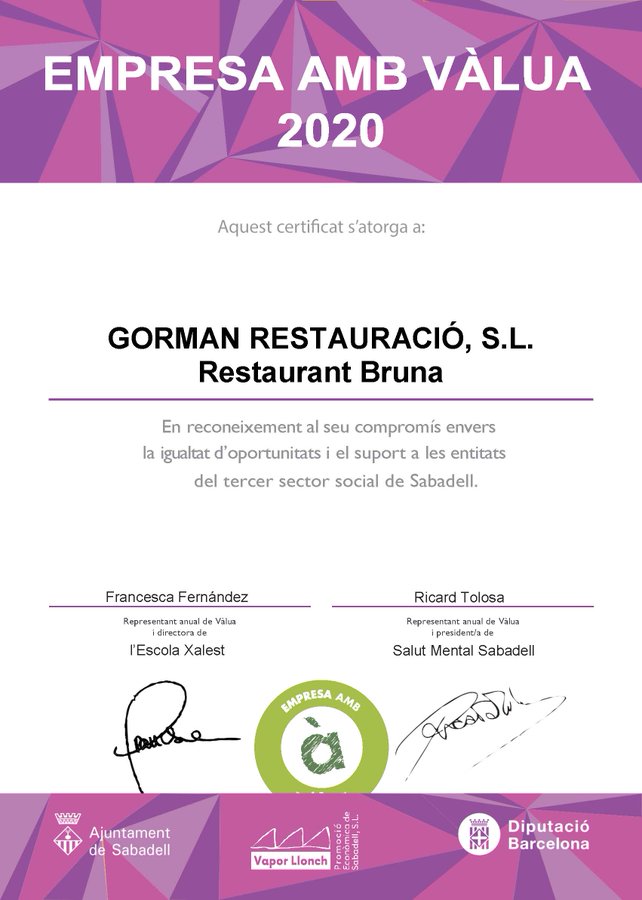 EMPRESA AMB VÀLUA
2020
Aquest certificat s'atorga a:
GORMAN RESTAURACIÓ, S.L.
Restaurant Bruna
En reconeixement al seu compromís envers
la igualtat d'oportunitats i el suport a les entitats
del tercer sector social de Sabadell.
Francesca Fernández
Representant anual de Vàlua
i directora de
l'Escola Xalest
Ricard Tolosa
Representant anual de Vàlua
i president/a de
Salut Mental Sabadell
EMPRESA AMB
à
Ajuntament
de Sabadell
Vapor Llonch
Promoció
Econòmica de
Sabadell, S.L.
Diputació
Barcelona